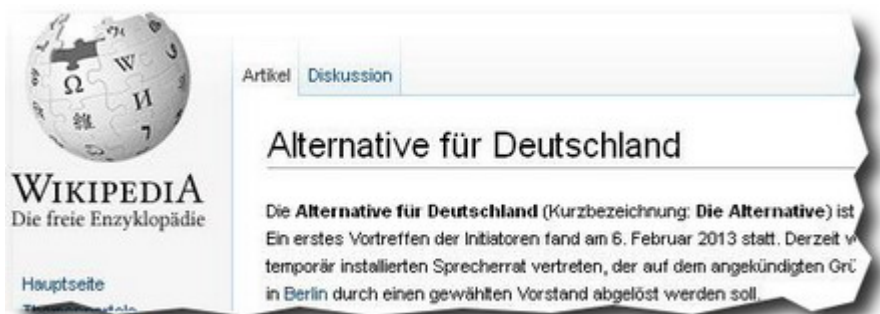 Artikel Diskussion
Alternative für Deutschland
WIKIPEDIA
Die freie Enzyklopädie
Die Alternative für Deutschland (Kurzbezeichnung: Die Alternative) ist
Ein erstes Vortreffen der Initiatoren fand am 6. Februar 2013 statt. Derzeit
temporär installierten Sprecherrat vertreten, der auf dem angekündigten
in Berlin durch einen gewählten Vorstand abgelöst werden soll.
Hauptseite